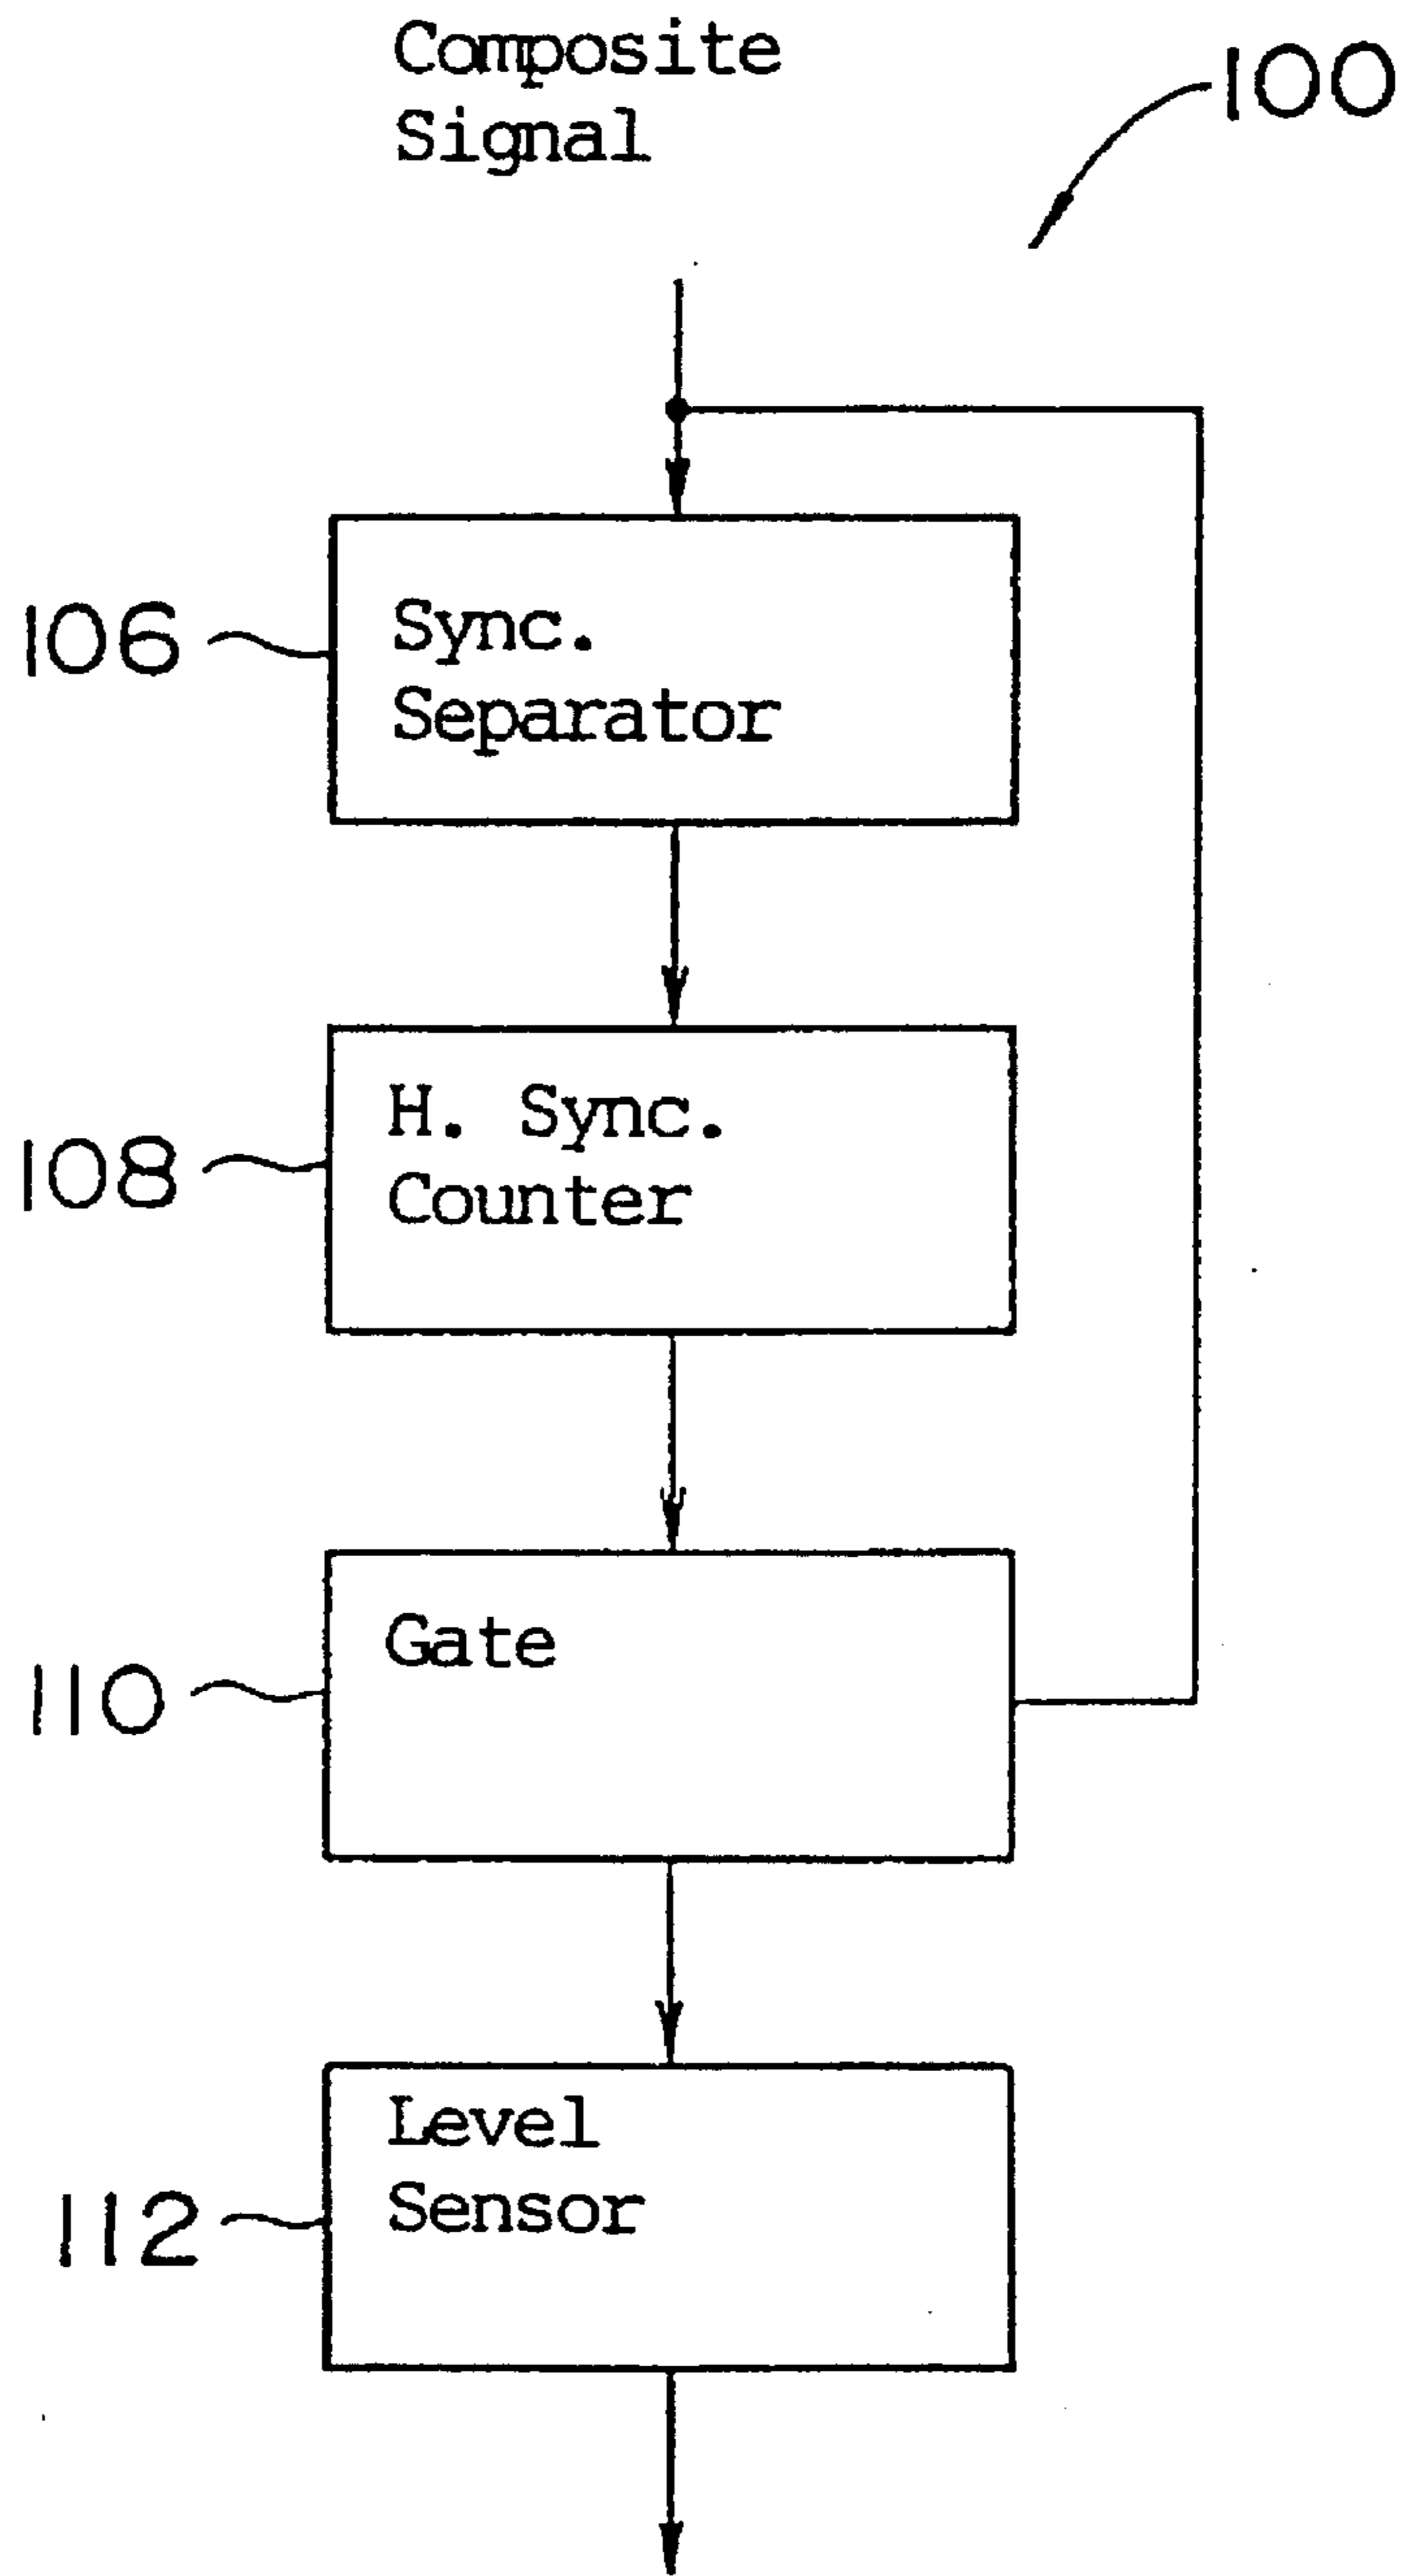 Composite
Signal
100
106
Sync.
Separator
108
H. Sync.
Counter
110
Gate
112
Level
Sensor